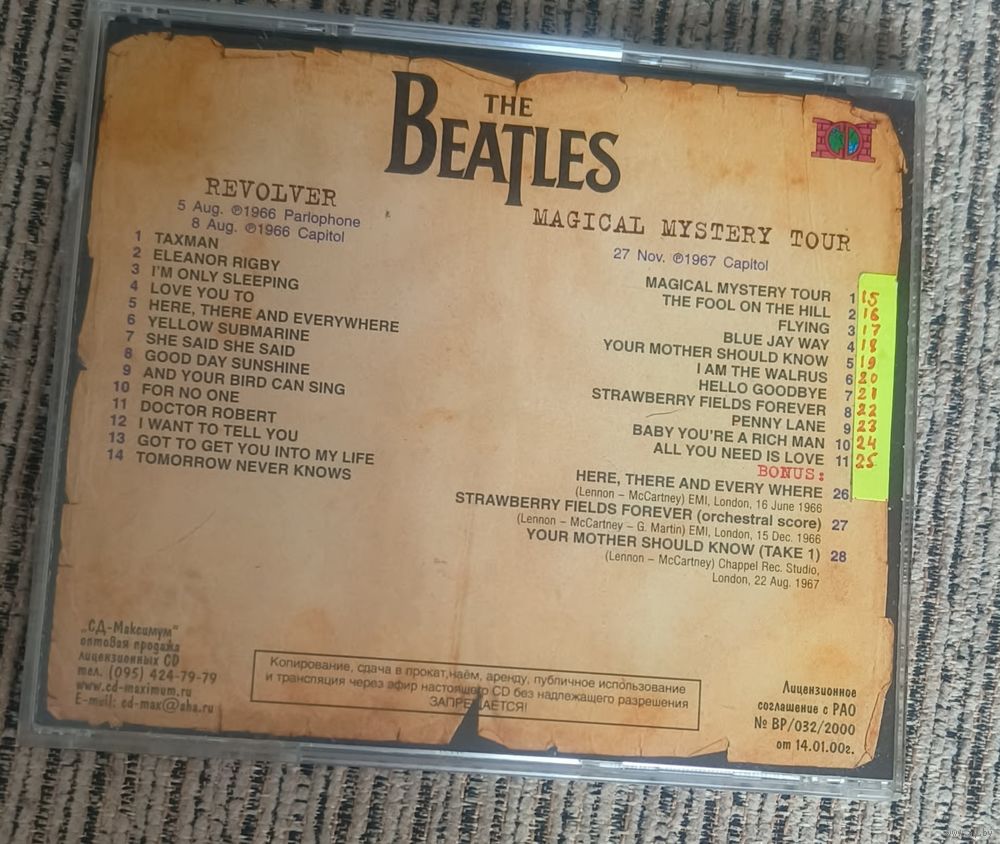 THE
BEATLES
REVOLVER
5 Aug. ℗1966 Parlophone
8 Aug. ℗1966 Capitol
1 TAXMAN
2 ELEANOR RIGBY
3 I'M ONLY SLEEPING
4 LOVE YOU TO
5 HERE, THERE AND EVERYWHERE
6 YELLOW SUBMARINE
7 SHE SAID SHE SAID
8 GOOD DAY SUNSHINE
9 AND YOUR BIRD CAN SING
10 FOR NO ONE
11 DOCTOR ROBERT
12 I WANT TO TELL YOU
13 GOT TO GET YOU INTO MY LIFE
14 TOMORROW NEVER KNOWS
MAGICAL MYSTERY TOUR
27 Nov. ℗1967 Capitol
MAGICAL MYSTERY TOUR 1 15
THE FOOL ON THE HILL 2 16
FLYING 3 17
BLUE JAY WAY 4 18
YOUR MOTHER SHOULD KNOW 5 19
I AM THE WALRUS 6 20
HELLO GOODBYE 7 21
STRAWBERRY FIELDS FOREVER 8 22
PENNY LANE 9 23
BABY YOU'RE A RICH MAN 10 24
ALL YOU NEED IS LOVE 11 25
BONUS:
HERE, THERE AND EVERY WHERE 26
(Lennon – McCartney) EMI, London, 16 June 1966
STRAWBERRY FIELDS FOREVER (orchestral score) 27
(Lennon – McCartney – G. Martin) EMI, London, 15 Dec. 1966
YOUR MOTHER SHOULD KNOW (TAKE 1) 28
(Lennon – McCartney) Chappel Rec. Studio,
London, 22 Aug. 1967
„СД-Максимум"
оптовая продажа
лицензионных CD
тел. (095) 424-79-79
www.cd-maximum.ru
E-mail: cd-max@aha.ru
Копирование, сдача в прокат,наём, аренду, публичное использование
и трансляция через эфир настоящего CD без надлежащего разрешения
ЗАПРЕЩАЕТСЯ!
Лицензионное
соглашение с РАО
№ ВР/032/2000
от 14.01.00г.